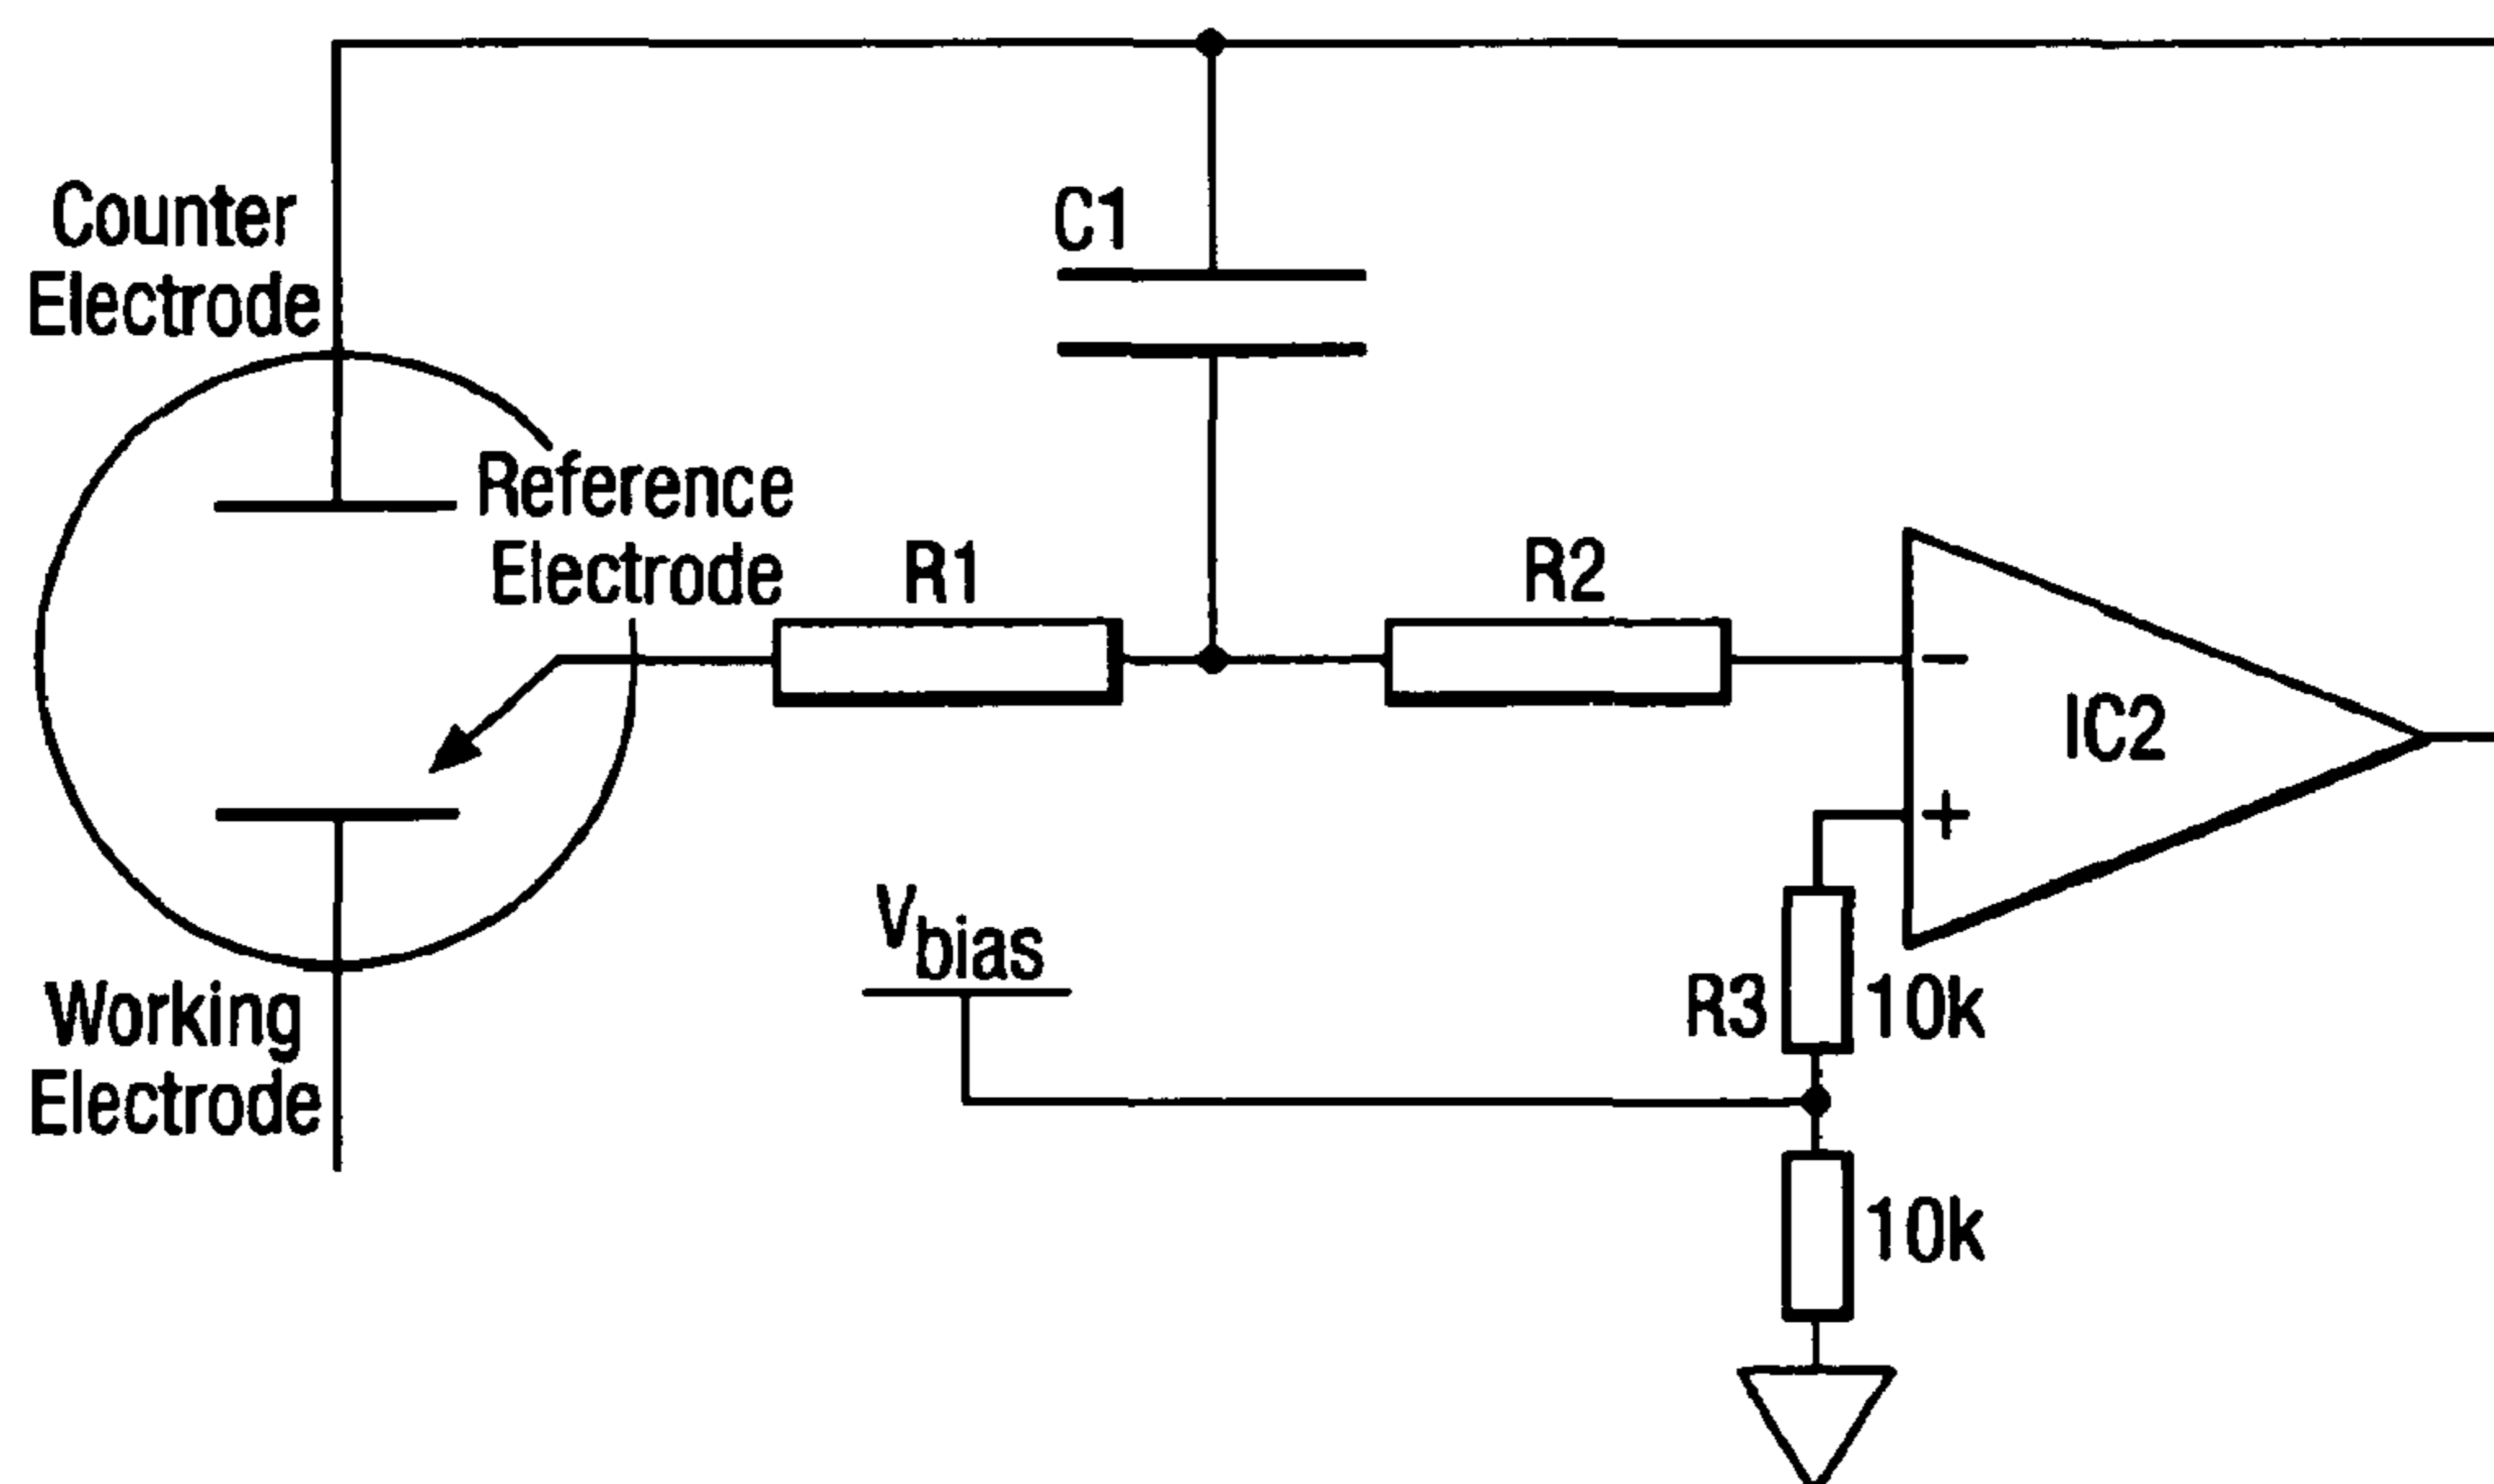 Counter
Electrode
C1
Reference
Electrode
R1
R2
−
IC2
+
Vbias
R3
10k
Working
Electrode
10k